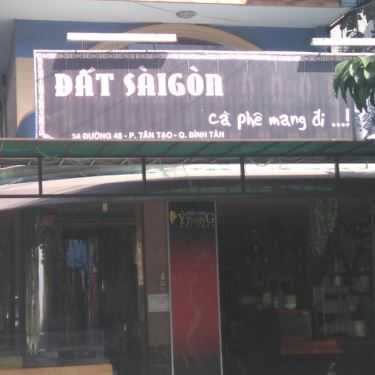 ĐẤT SÀIGÒN
cà phê mang đi ...!
34 ĐƯỜNG 48 - P. TÂN TẠO - Q. BÌNH TÂN